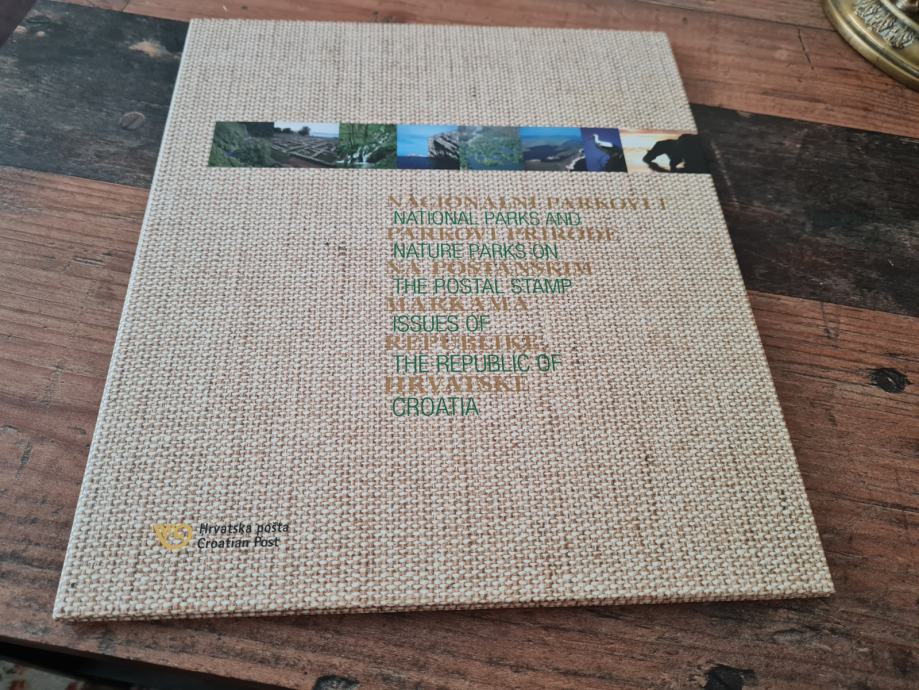 NACIONALNI PARKOVI I
NATIONAL PARKS AND
PARKOVI PRIRODE
NATURE PARKS ON
NA POŠTANSKIM
THE POSTAL STAMP
MARKAMA
ISSUES OF
REPUBLIKE
THE REPUBLIC OF
HRVATSKE
CROATIA
Hrvatska pošta
Croatian Post